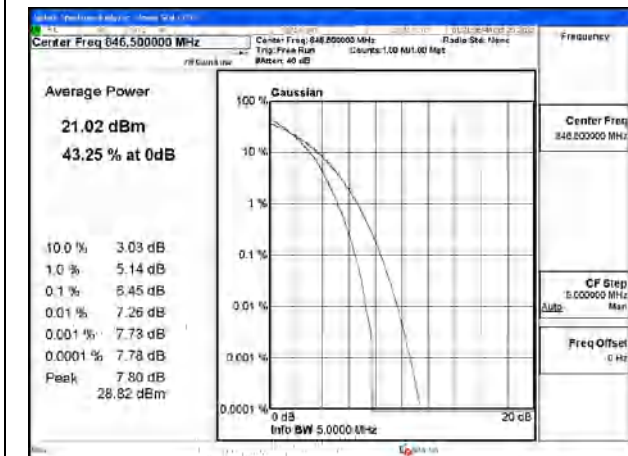 Center Freq 846.500000 MHz
Center Freq: 846.500000 MHz
Radio Std: None
Trig: Free Run
Counts: 1.00 M/1.00 Mpt
#Atten: 40 dB
Frequency
Average Power
21.02 dBm
43.25 % at 0dB
10.0 % 3.03 dB
1.0 % 5.14 dB
0.1 % 6.45 dB
0.01 % 7.26 dB
0.001 % 7.73 dB
0.0001 % 7.78 dB
Peak 7.80 dB
28.82 dBm
Gaussian
100 %
10 %
1 %
0.1 %
0.01 %
0.001 %
0.0001 %
0 dB
20 dB
Info BW 5.0000 MHz
Center Freq
846.500000 MHz
CF Step
5.000000 MHz
Auto Man
Freq Offset
0 Hz